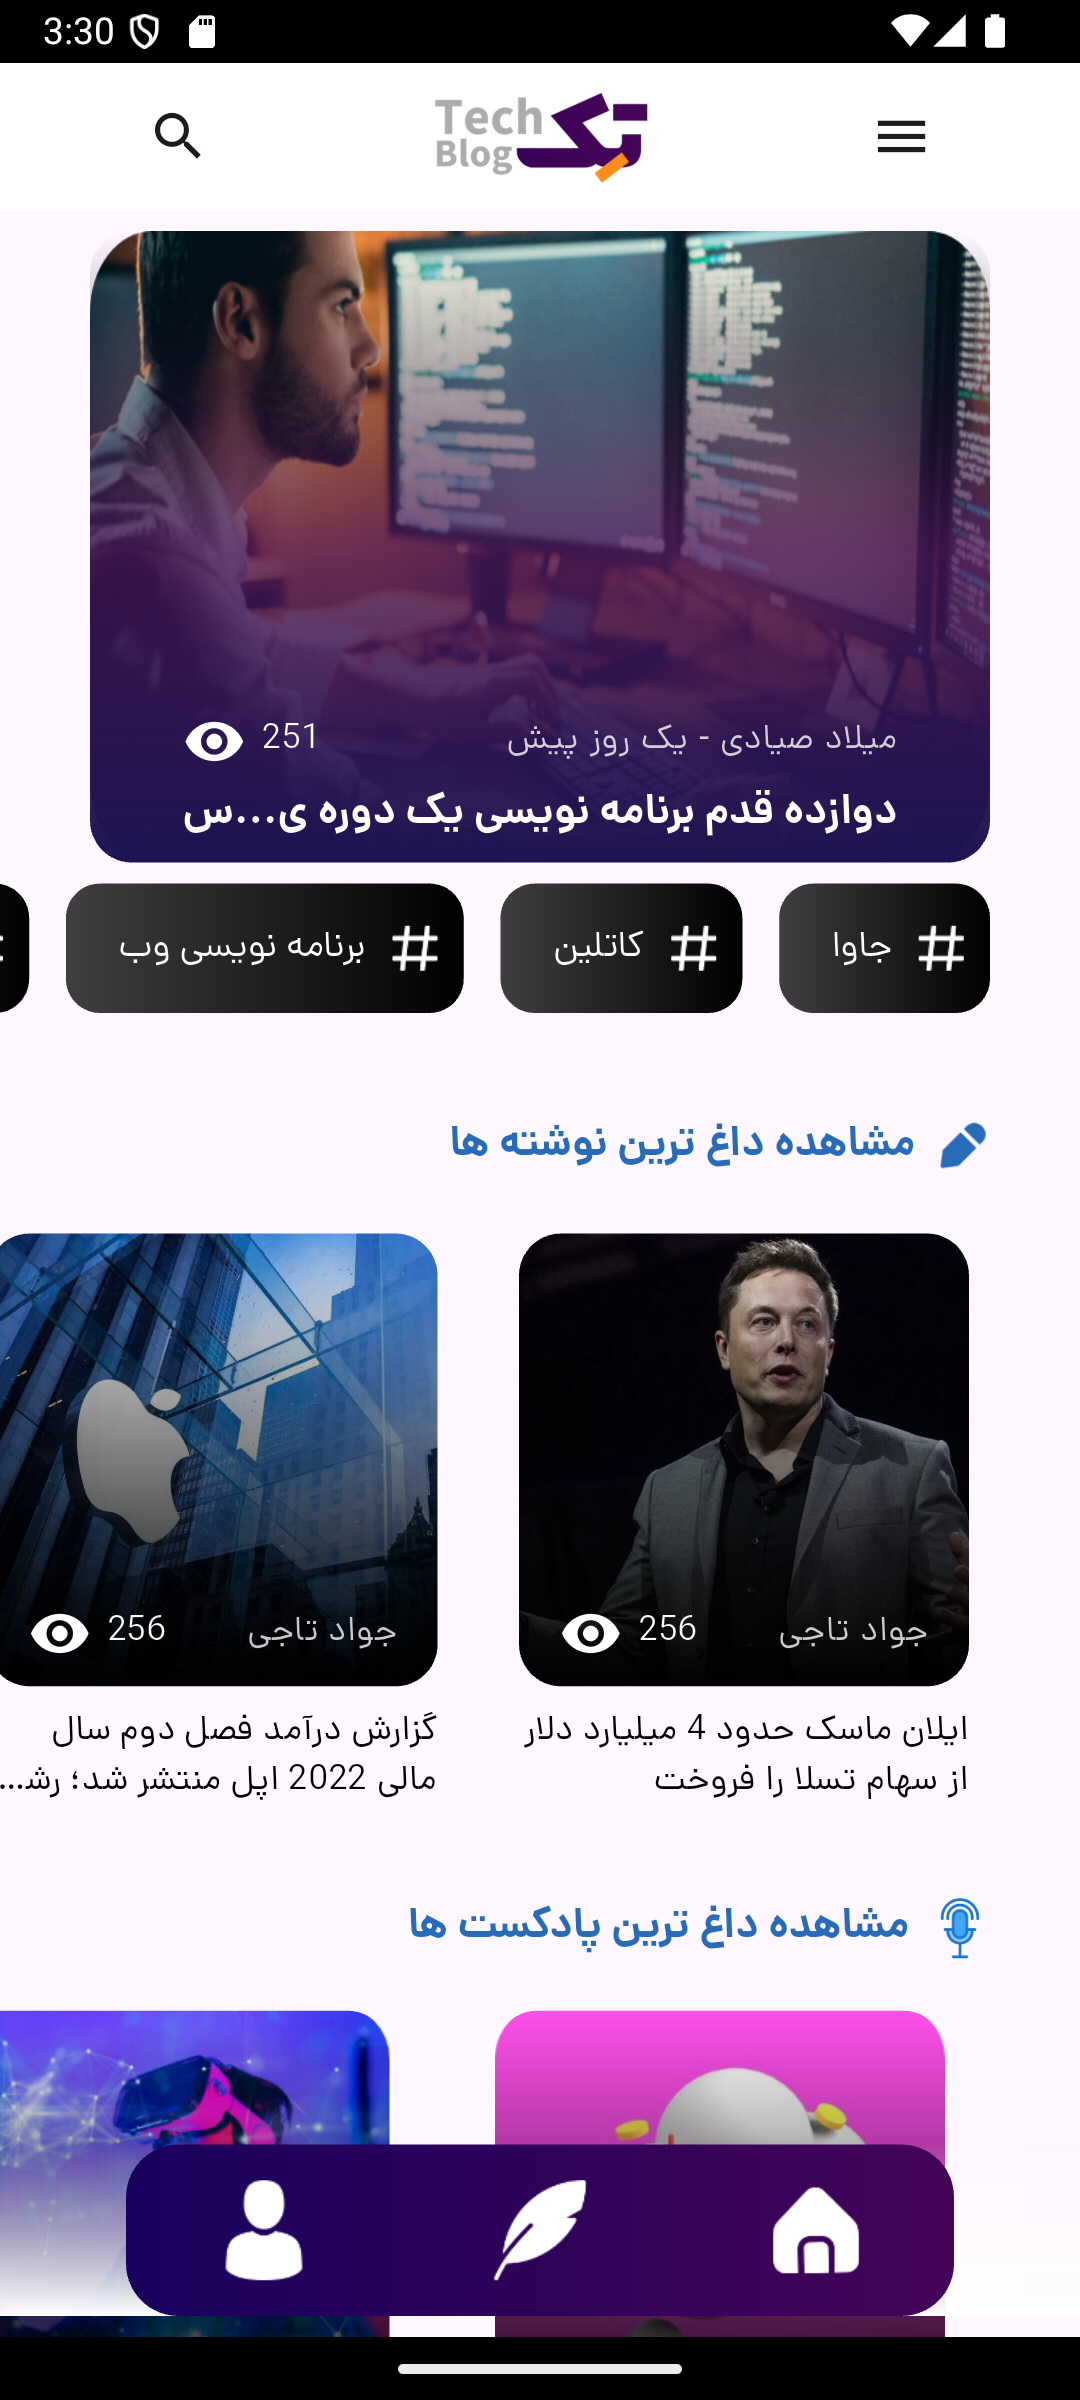 3:30
Tech
Blog
تک
میلاد صیادی - یک روز پیش
251
دوازده قدم برنامه نویسی یک دوره ی...س
جاوا
کاتلین
برنامه نویسی وب
مشاهده داغ ترین نوشته ها
جواد تاجی
256
ایلان ماسک حدود 4 میلیارد دلار
از سهام تسلا را فروخت
جواد تاجی
256
گزارش درآمد فصل دوم سال
مالی 2022 اپل منتشر شد؛ رشـ...
مشاهده داغ ترین پادکست ها